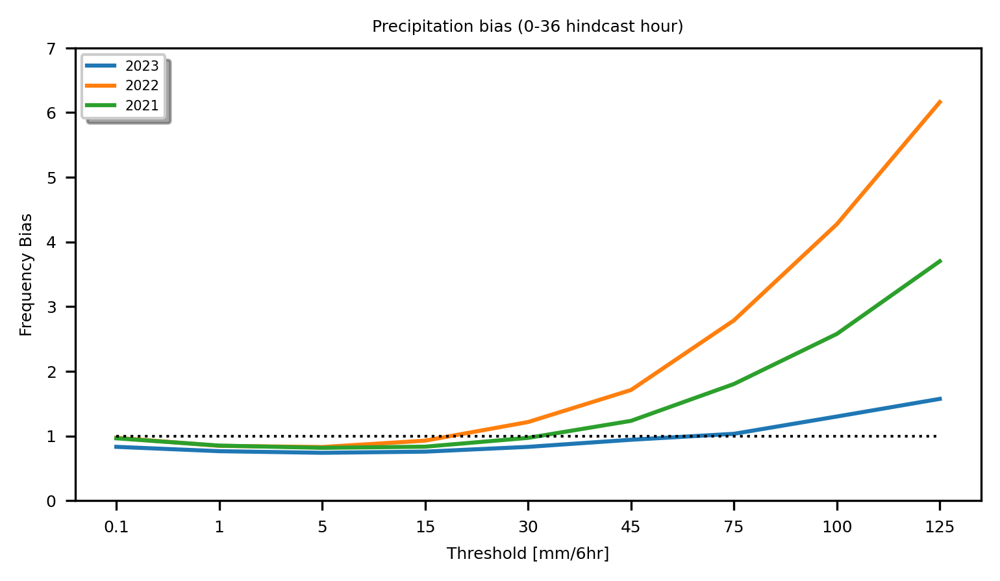 Precipitation bias (0-36 hindcast hour)
7
6
5
4
3
2
1
0
Frequency Bias
2023
2022
2021
0.1 1 5 15 30 45 75 100 125
Threshold [mm/6hr]